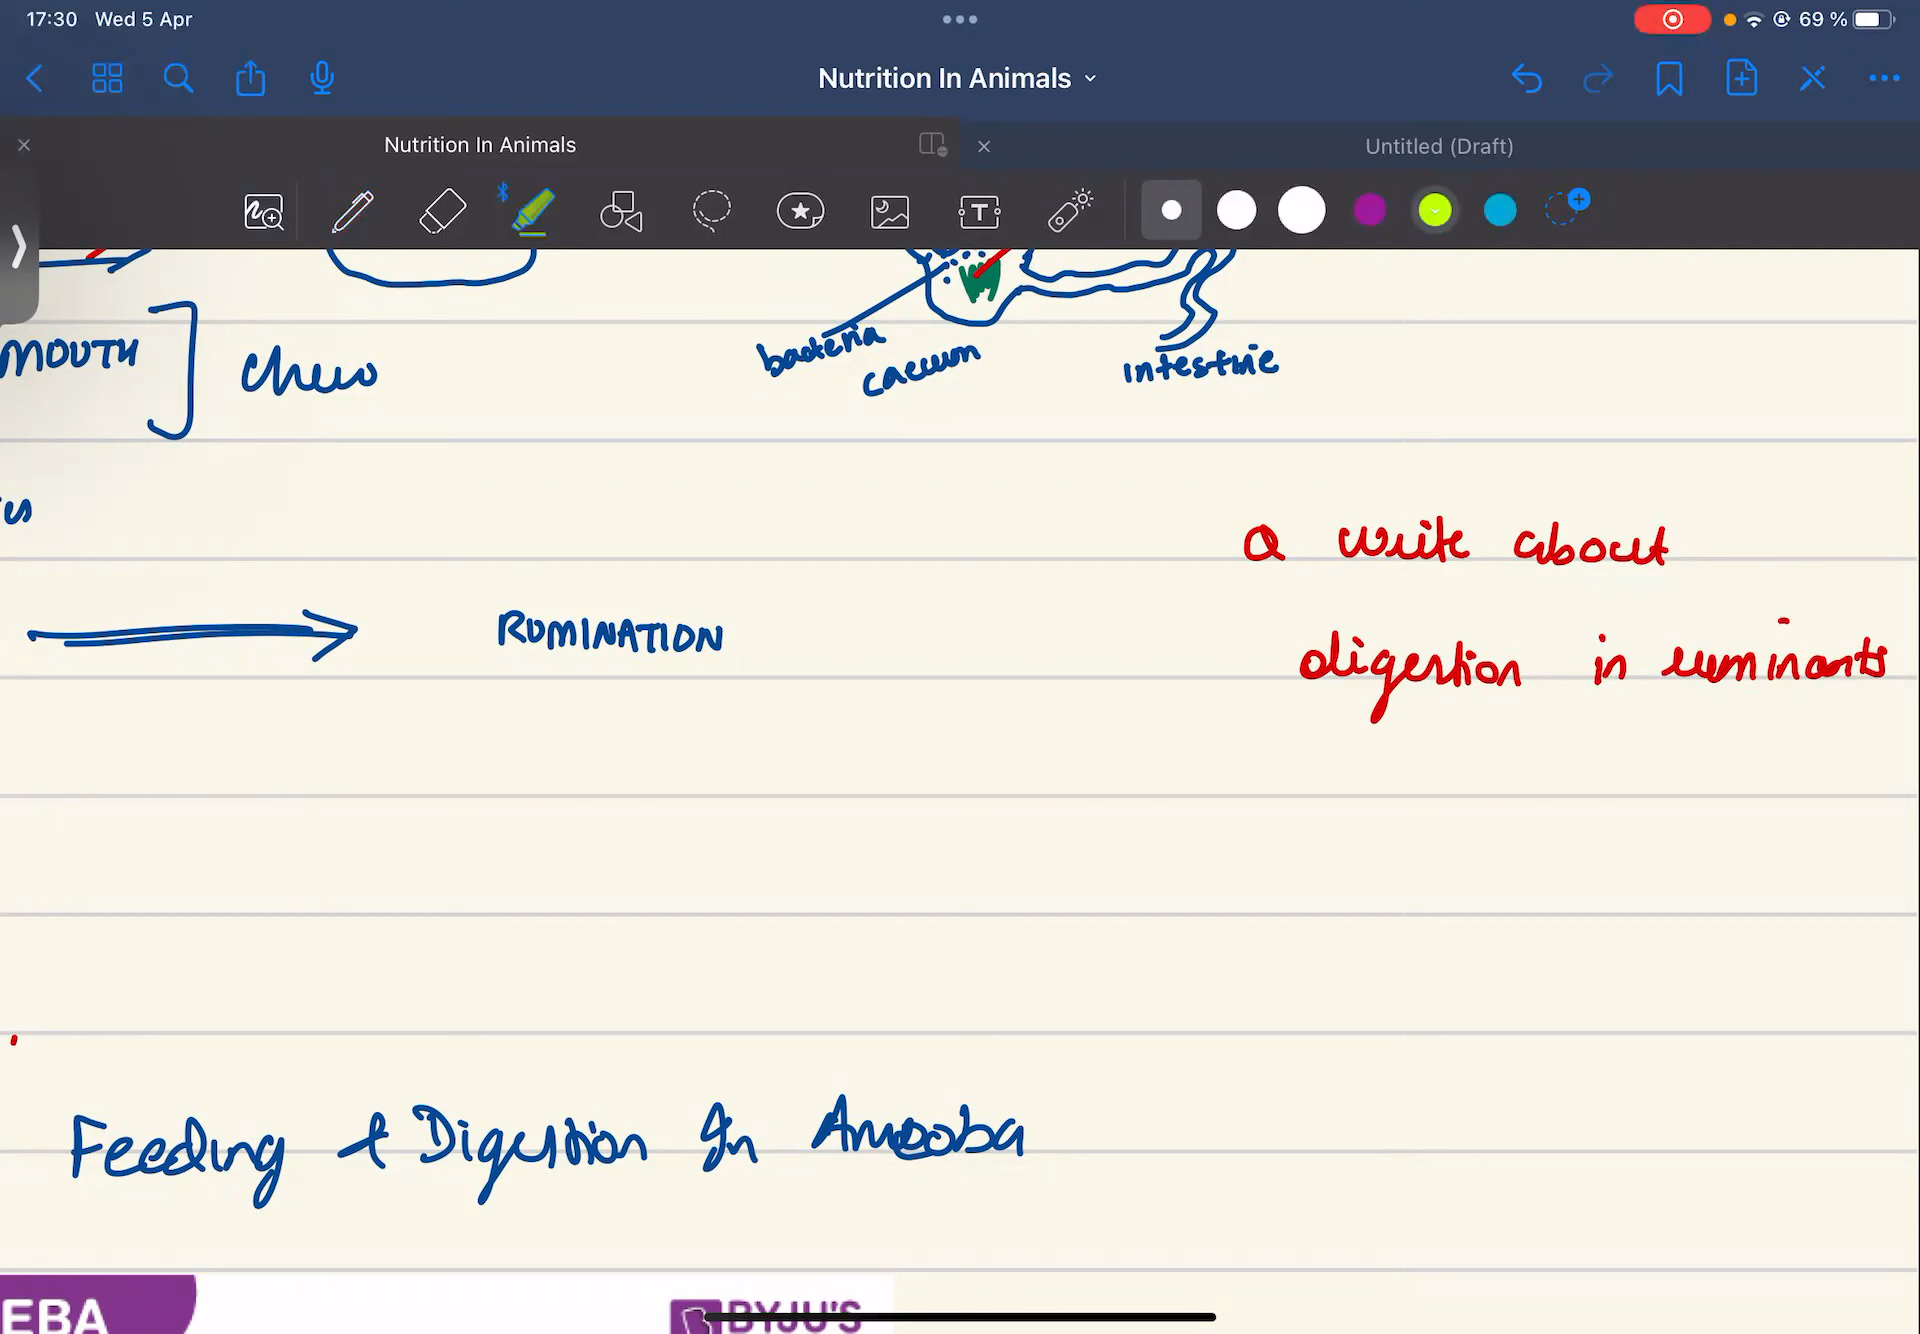 17:30 Wed 5 Apr
69 %
Nutrition In Animals
Nutrition In Animals
Untitled (Draft)
bacteria
caecum
intestine
MOUTH
Chew
Q write about
digestion in ruminants
RUMINATION
Feeding & Digestion In Amoeba
EBA
BYJU'S